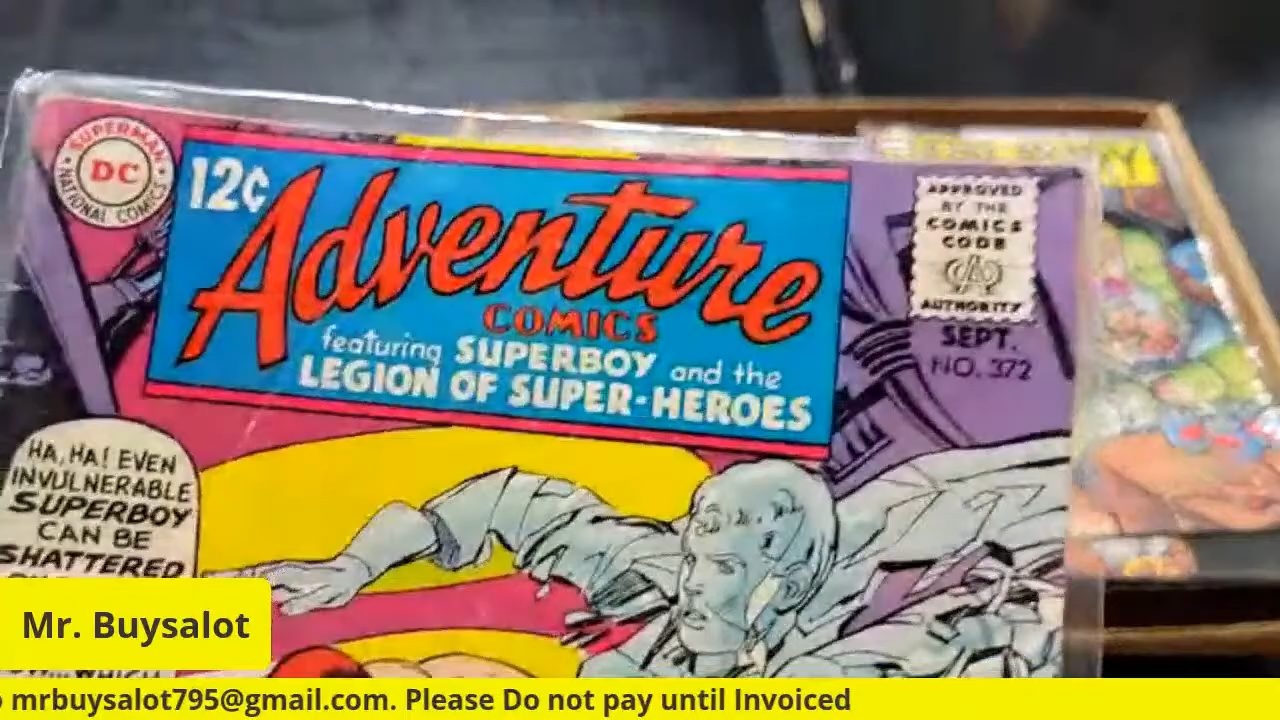 SUPERMAN
DC
NATIONAL COMICS
12¢
Adventure
COMICS
featuring SUPERBOY and the
LEGION OF SUPER-HEROES
APPROVED
BY THE
COMICS
CODE
CA
AUTHORITY
SEPT.
NO. 372
HA, HA! EVEN
INVULNERABLE
SUPERBOY
CAN BE
SHATTERED
Mr. Buysalot
mrbuysalot795@gmail.com. Please Do not pay until Invoiced